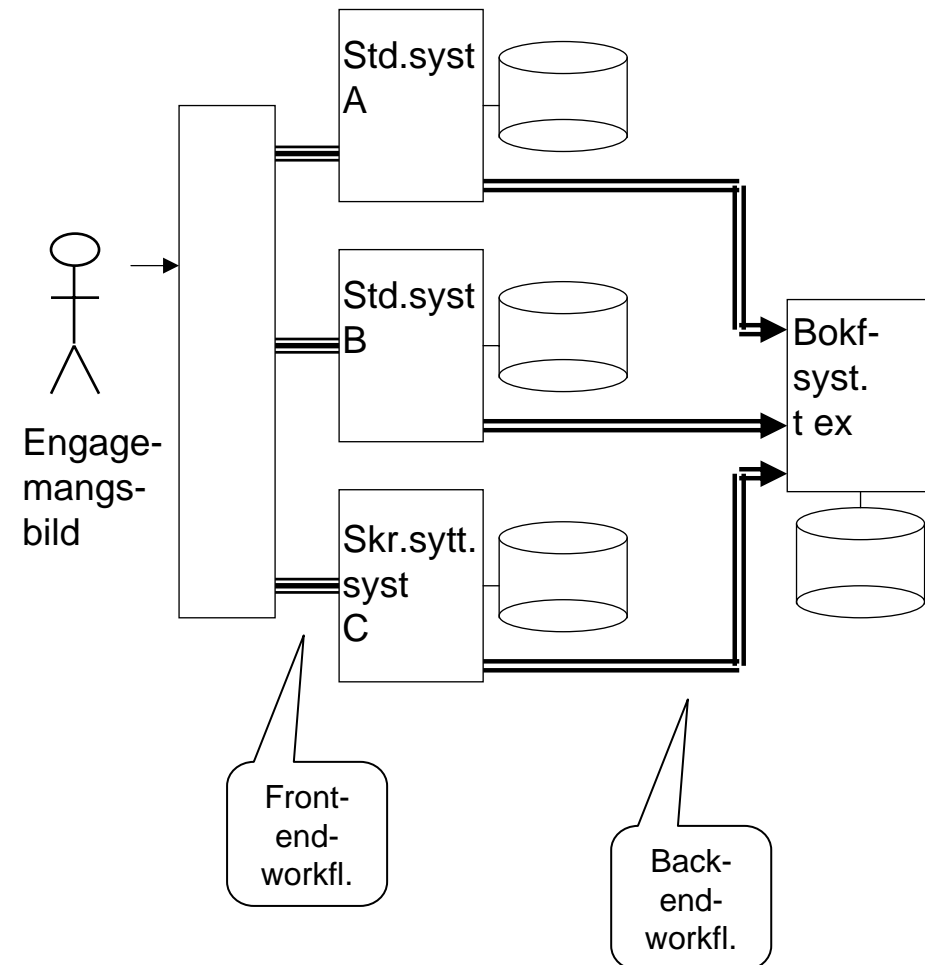 Std.syst
A
Std.syst
B
Bokf-
syst.
t ex
Engage-
mangs-
bild
Skr.sytt.
syst
C
Front-
end-
workfl.
Back-
end-
workfl.